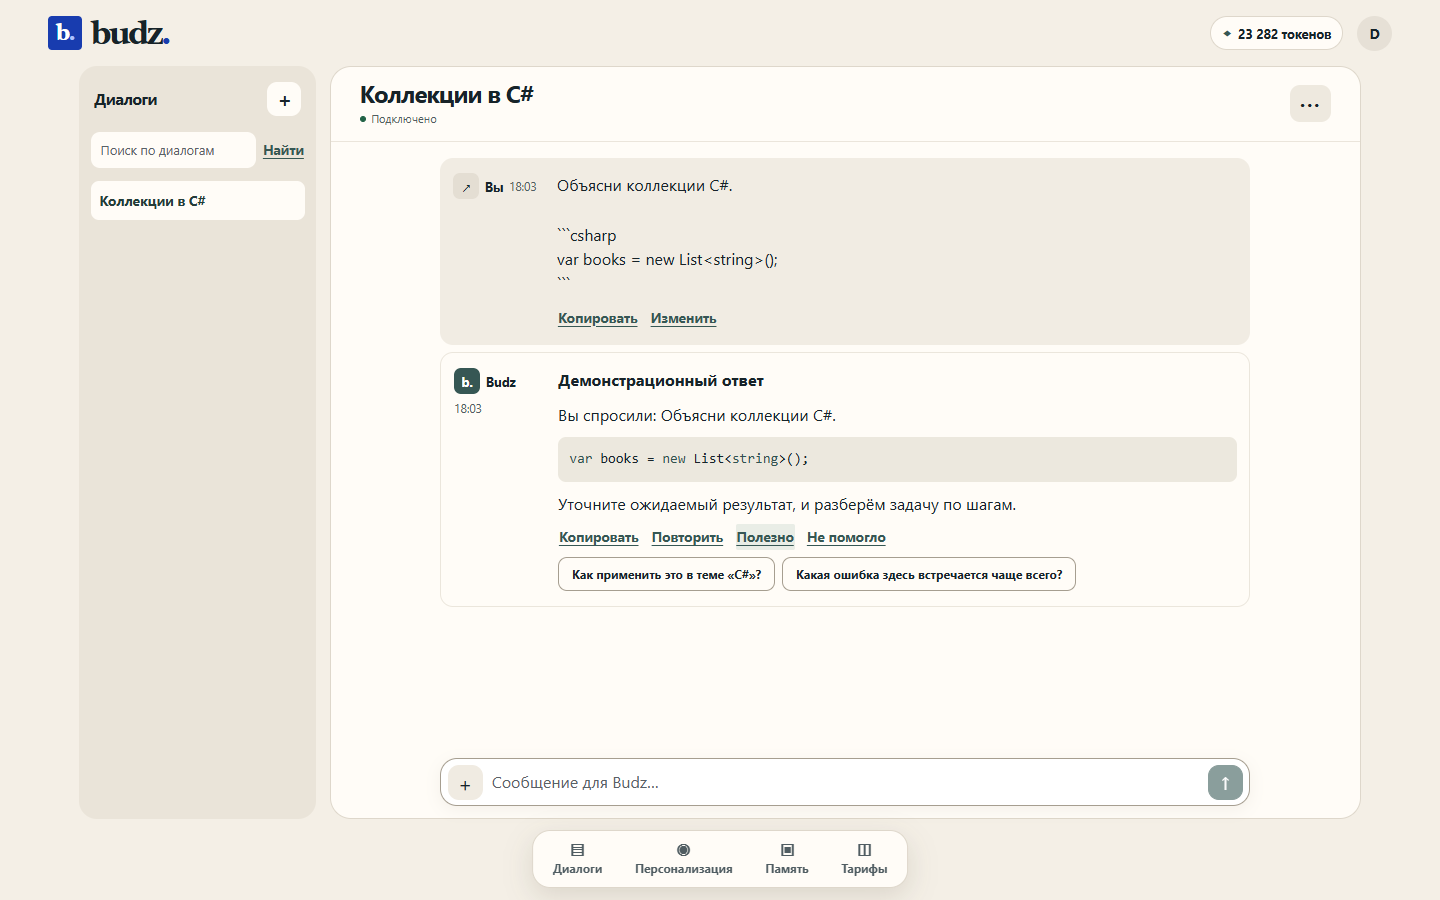 b. budz.
23 282 токенов
D
Диалоги
+
Поиск по диалогам
Найти
Коллекции в C#
Коллекции в C#
Подключено
...
Вы 18:03
Объясни коллекции C#.
```csharp
var books = new List<string>();
```
Копировать Изменить
b. Budz
18:03
Демонстрационный ответ
Вы спросили: Объясни коллекции C#.
var books = new List<string>();
Уточните ожидаемый результат, и разберём задачу по шагам.
Копировать Повторить Полезно Не помогло
Как применить это в теме «C#»?
Какая ошибка здесь встречается чаще всего?
+
Сообщение для Budz...
↑
Диалоги
Персонализация
Память
Тарифы